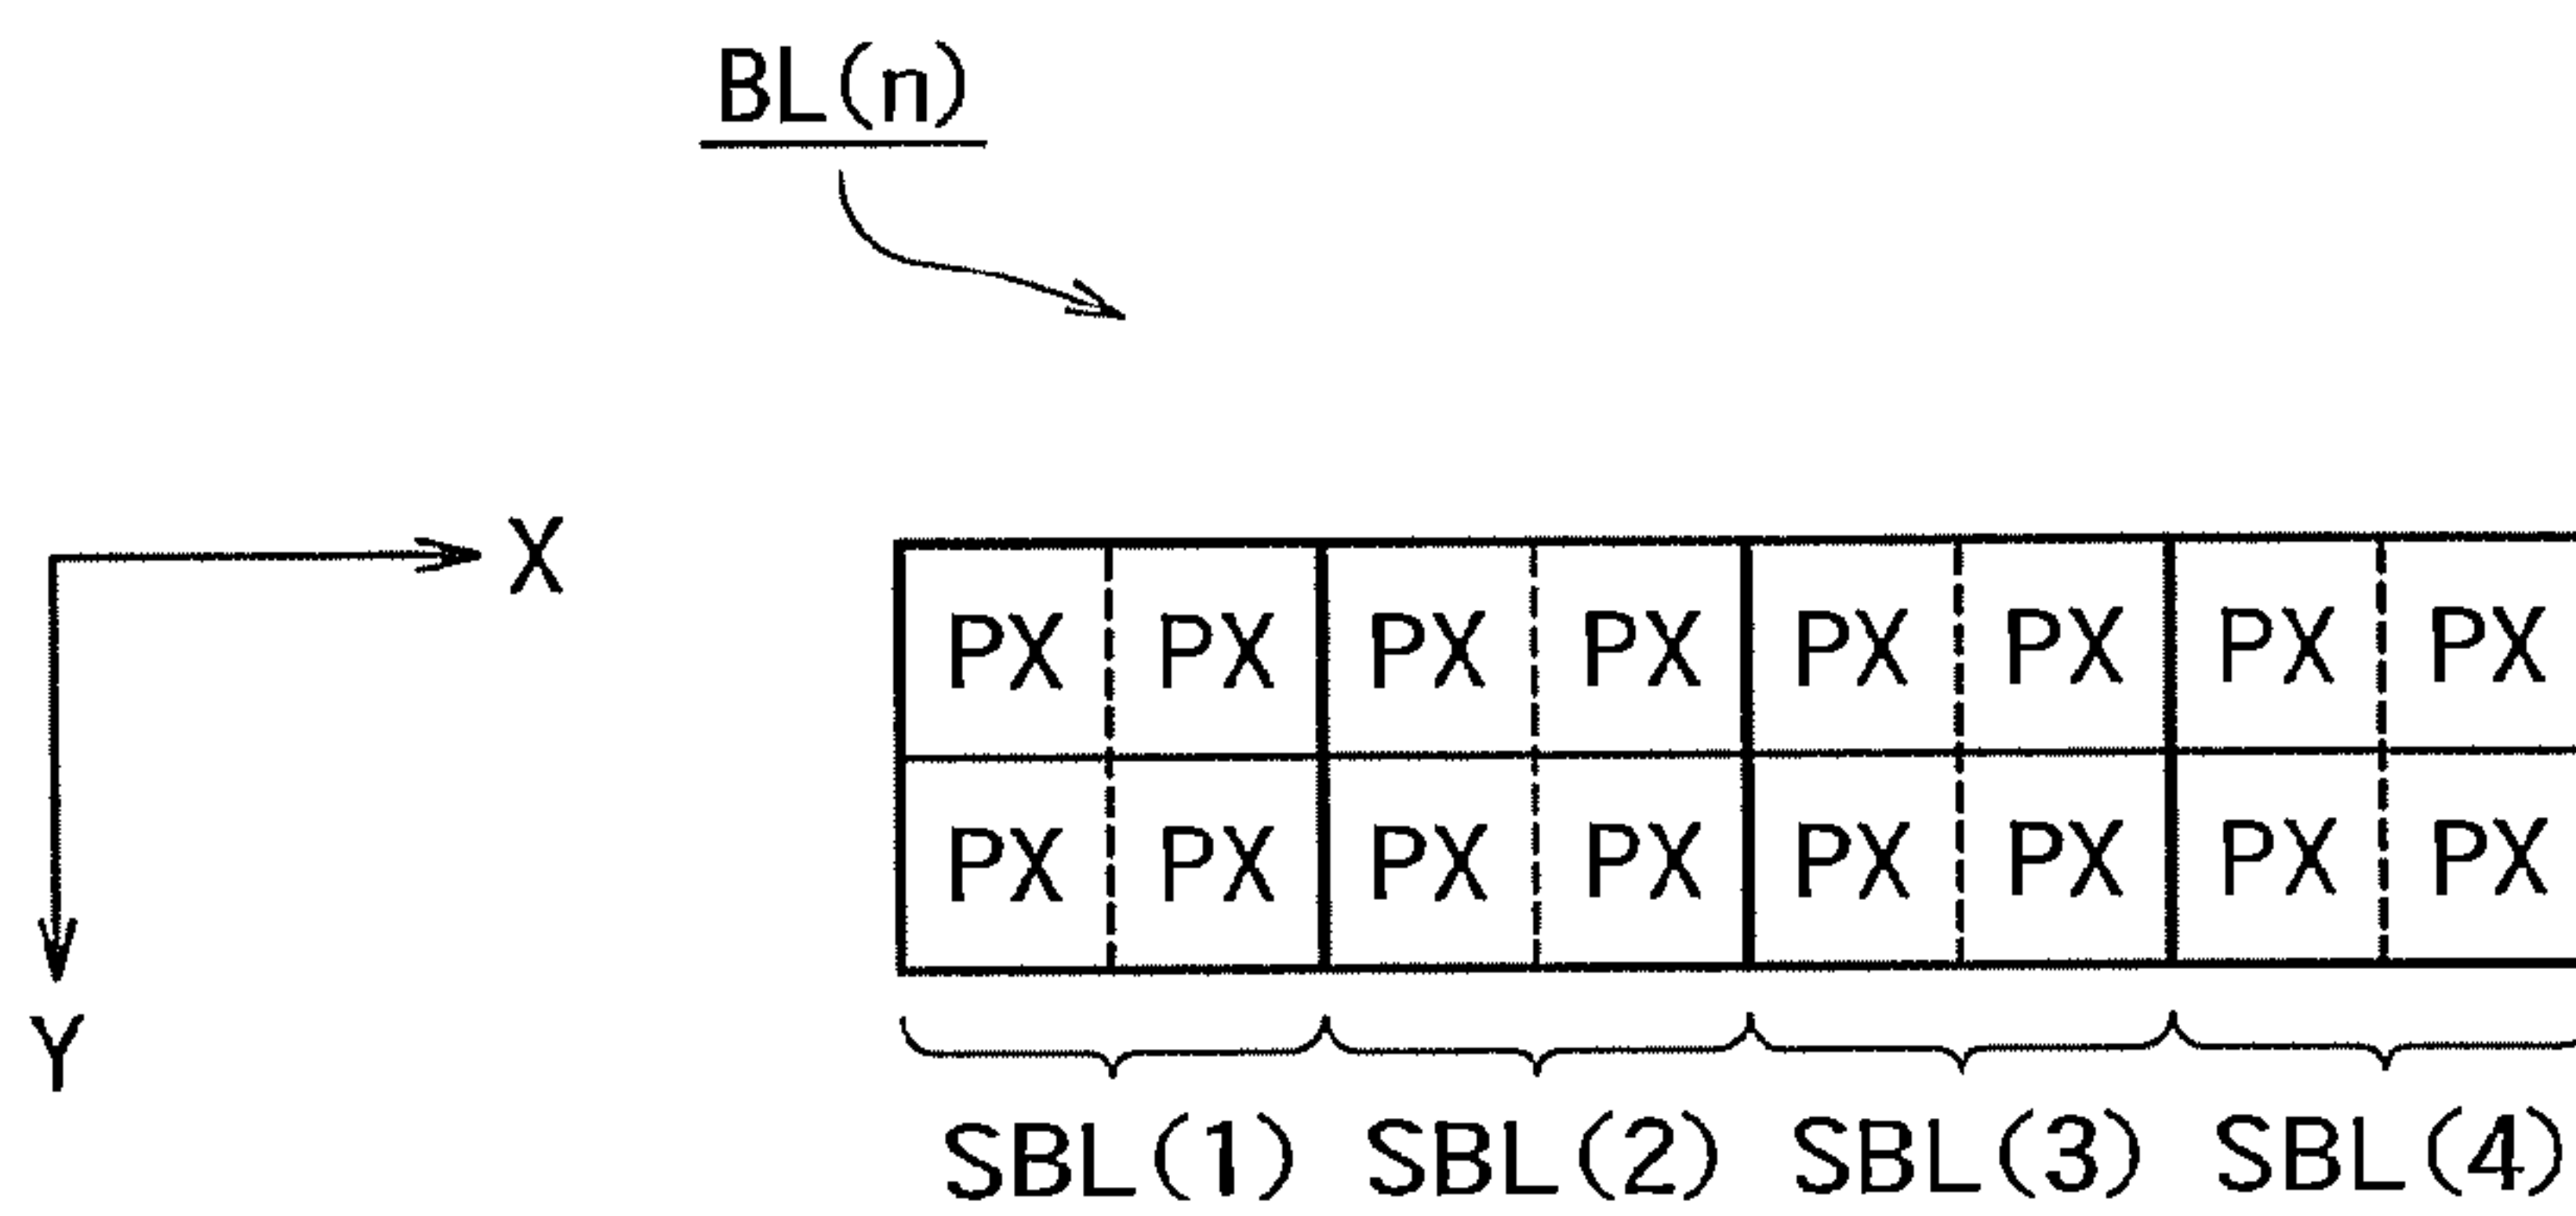 BL(n)
X
PX PX PX PX PX PX PX PX
PX PX PX PX PX PX PX PX
Y
SBL(1) SBL(2) SBL(3) SBL(4)